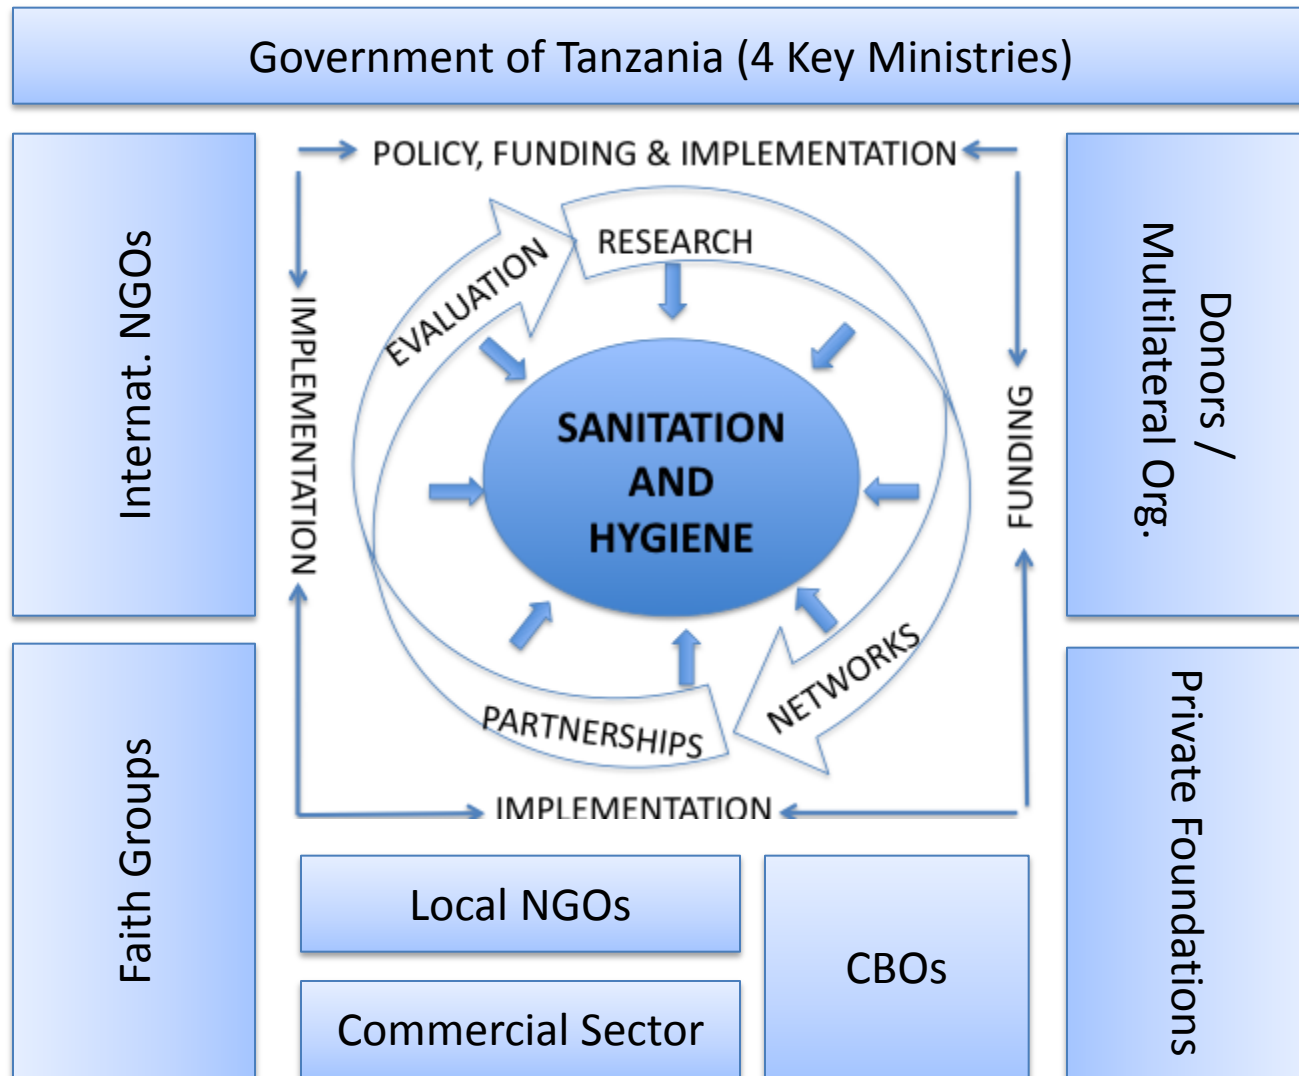 Government of Tanzania (4 Key Ministries)
POLICY, FUNDING & IMPLEMENTATION
Internat. NGOs
IMPLEMENTATION
EVALUATION
RESEARCH
SANITATION
AND
HYGIENE
FUNDING
Donors /
Multilateral Org.
NETWORKS
PARTNERSHIPS
IMPLEMENTATION
Faith Groups
Local NGOs
Commercial Sector
CBOs
Private Foundations